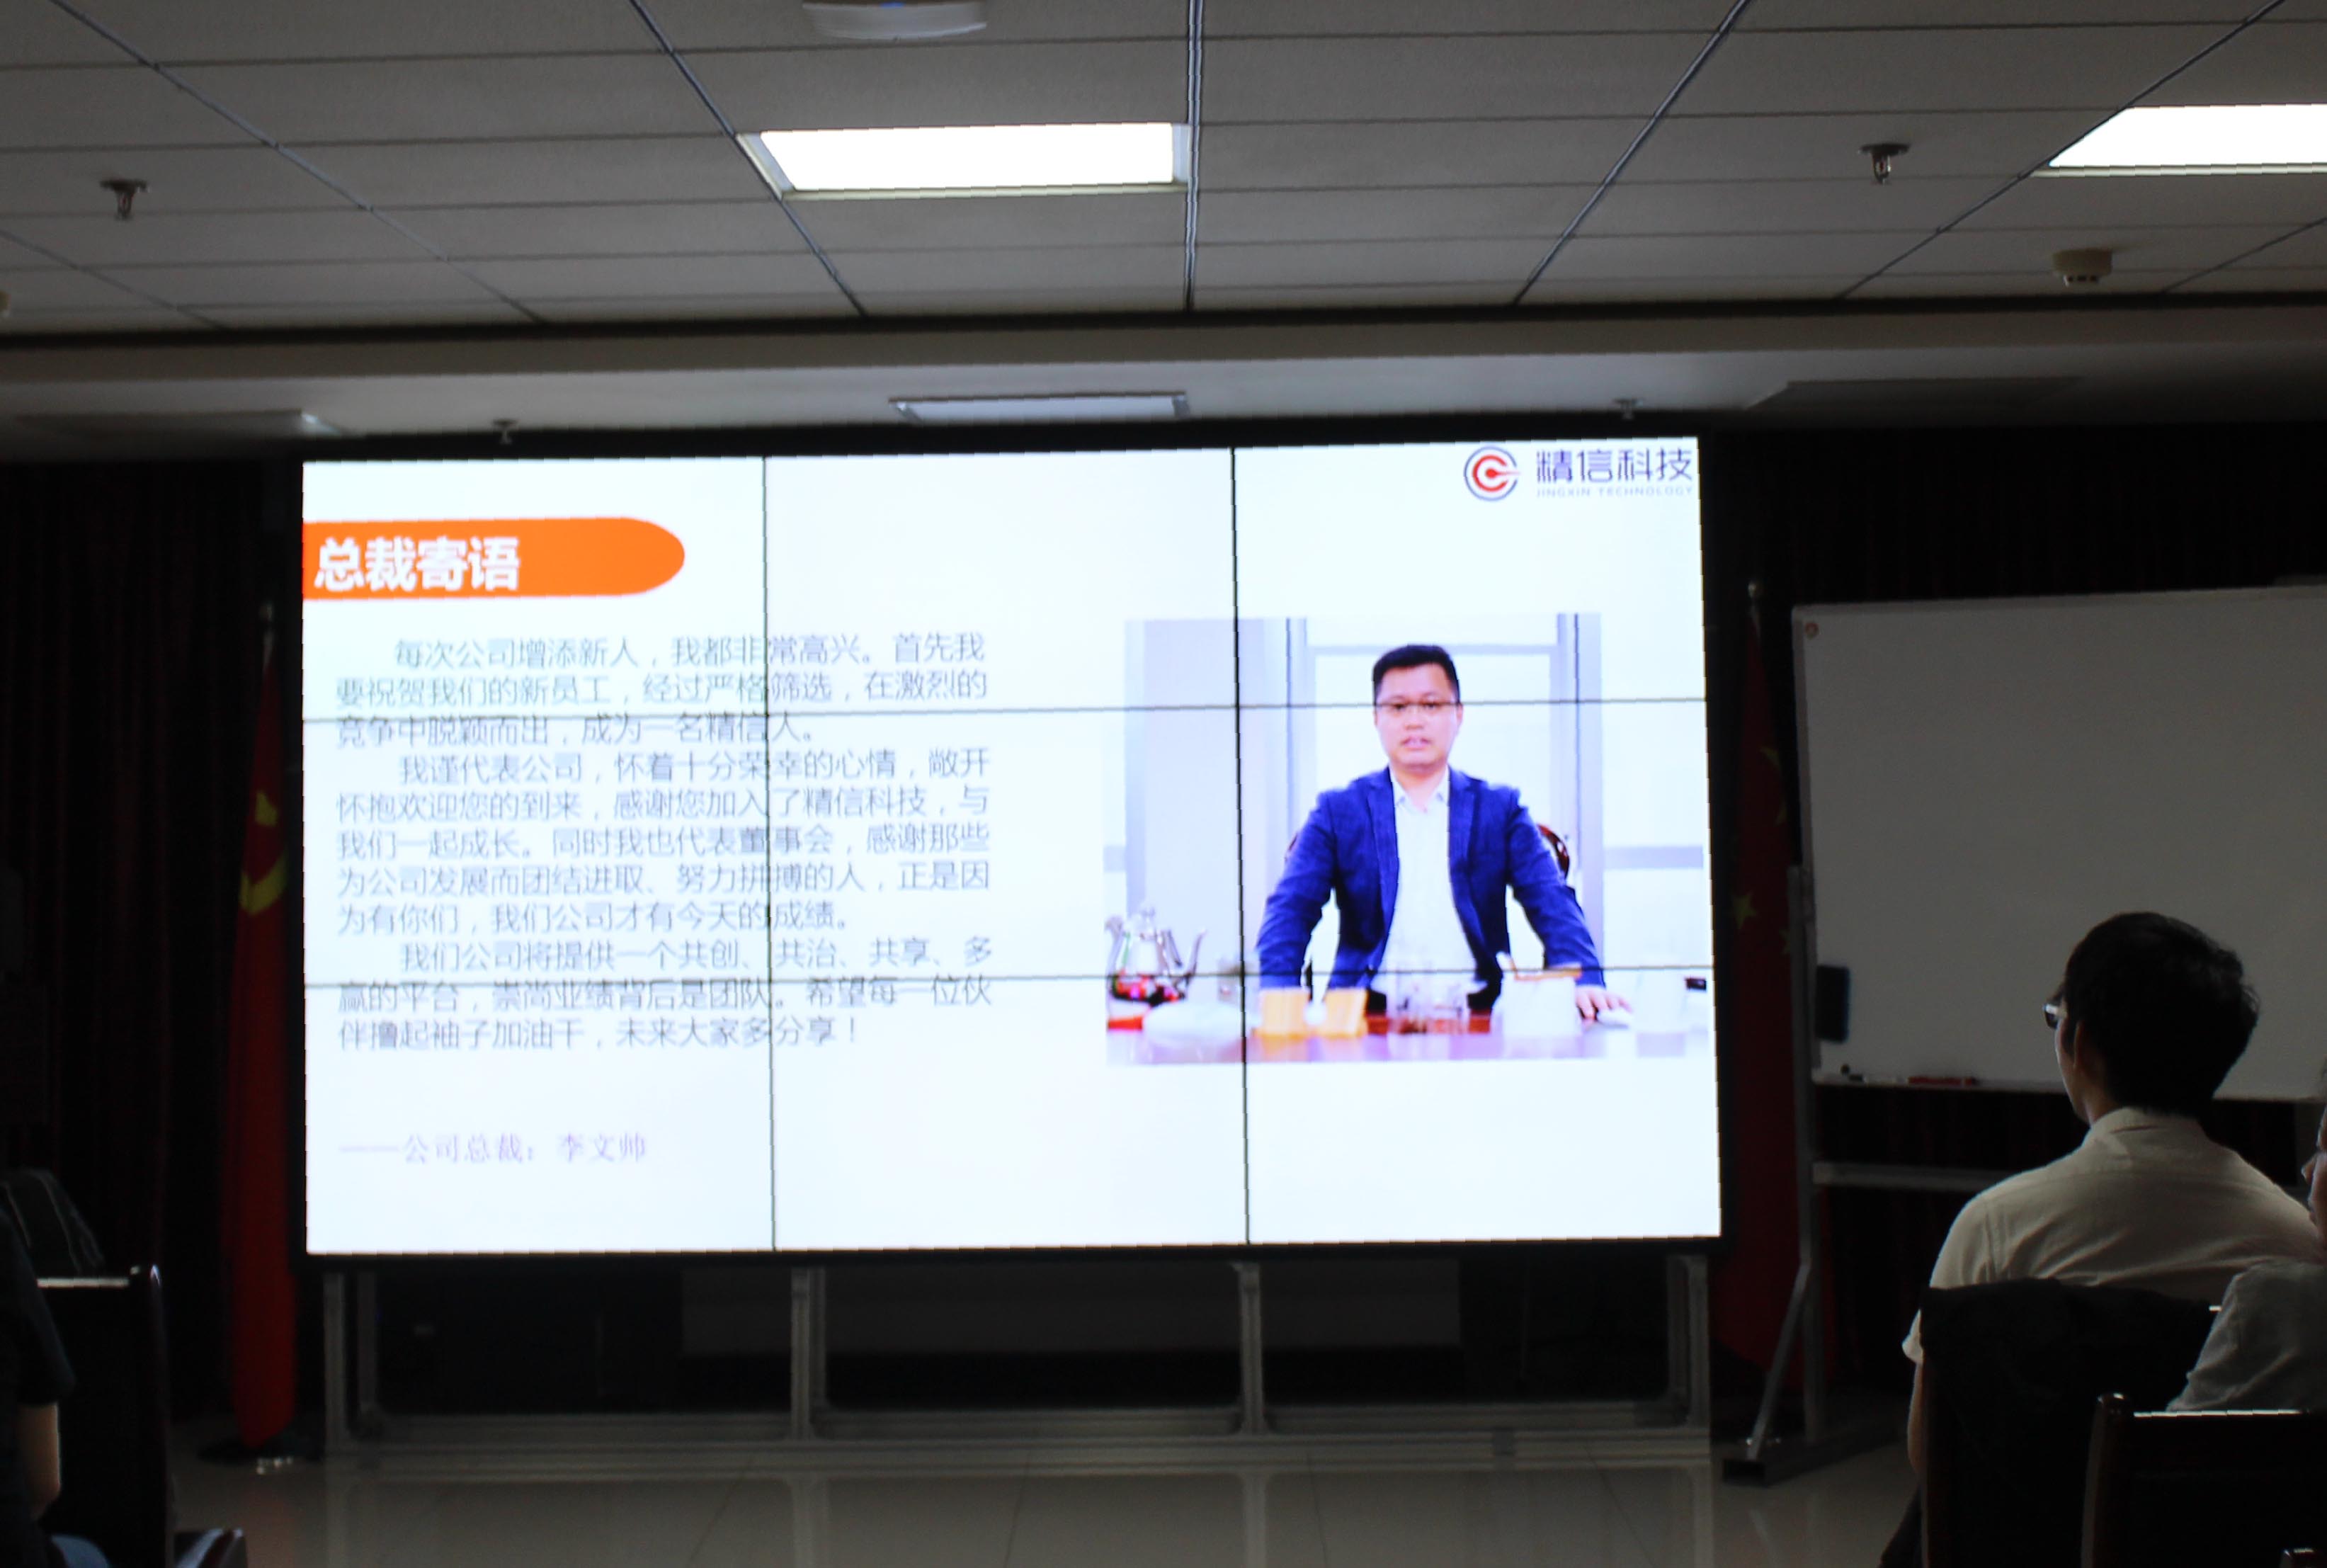 精信科技
JINGXIN TECHNOLOGY
总裁寄语
每次公司增添新人，我都非常高兴。首先我
要祝贺我们的新员工，经过严格筛选，在激烈的
竞争中脱颖而出，成为一名精信人。
我谨代表公司，怀着十分荣幸的心情，敞开
怀抱欢迎您的到来，感谢您加入了精信科技，与
我们一起成长。同时我也代表董事会，感谢那些
为公司发展而团结进取、努力拼搏的人，正是因
为有你们，我们公司才有今天的成绩。
我们公司将提供一个共创、共治、共享、多
赢的平台，崇尚业绩背后是团队。希望每一位伙
伴撸起袖子加油干，未来大家多分享！
——公司总裁：李文帅